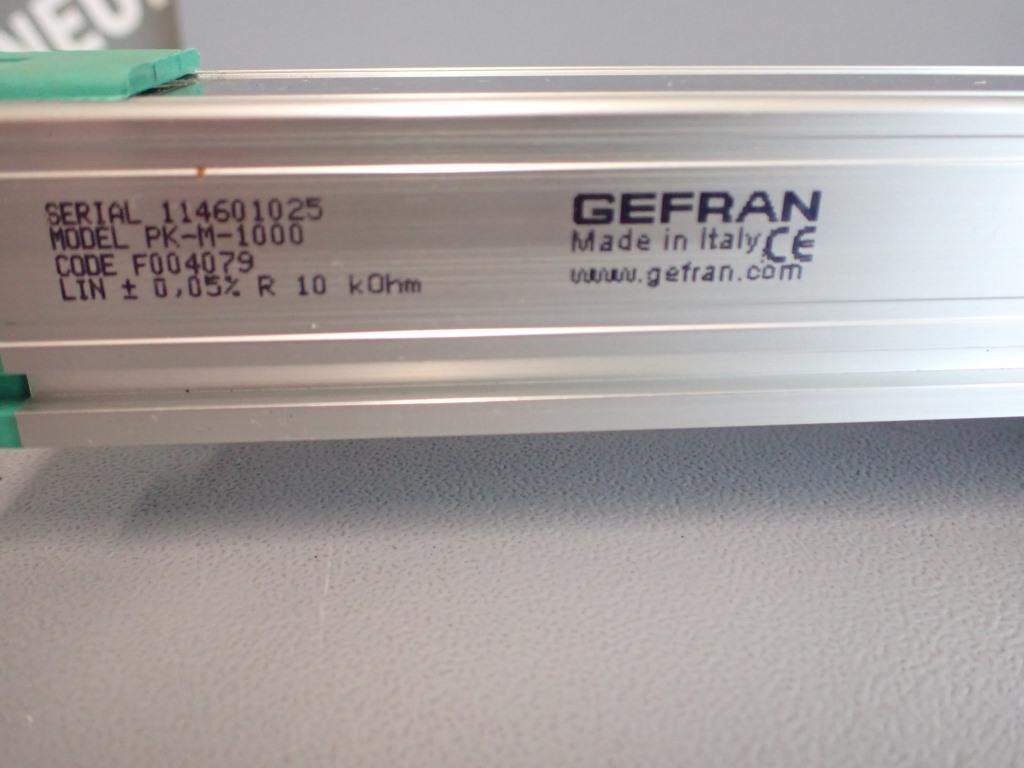 NEU
SERIAL 114601025
MODEL PK-M-1000
CODE F004079
LIN ± 0,05% R 10 kOhm
GEFRAN
Made in Italy CE
www.gefran.com